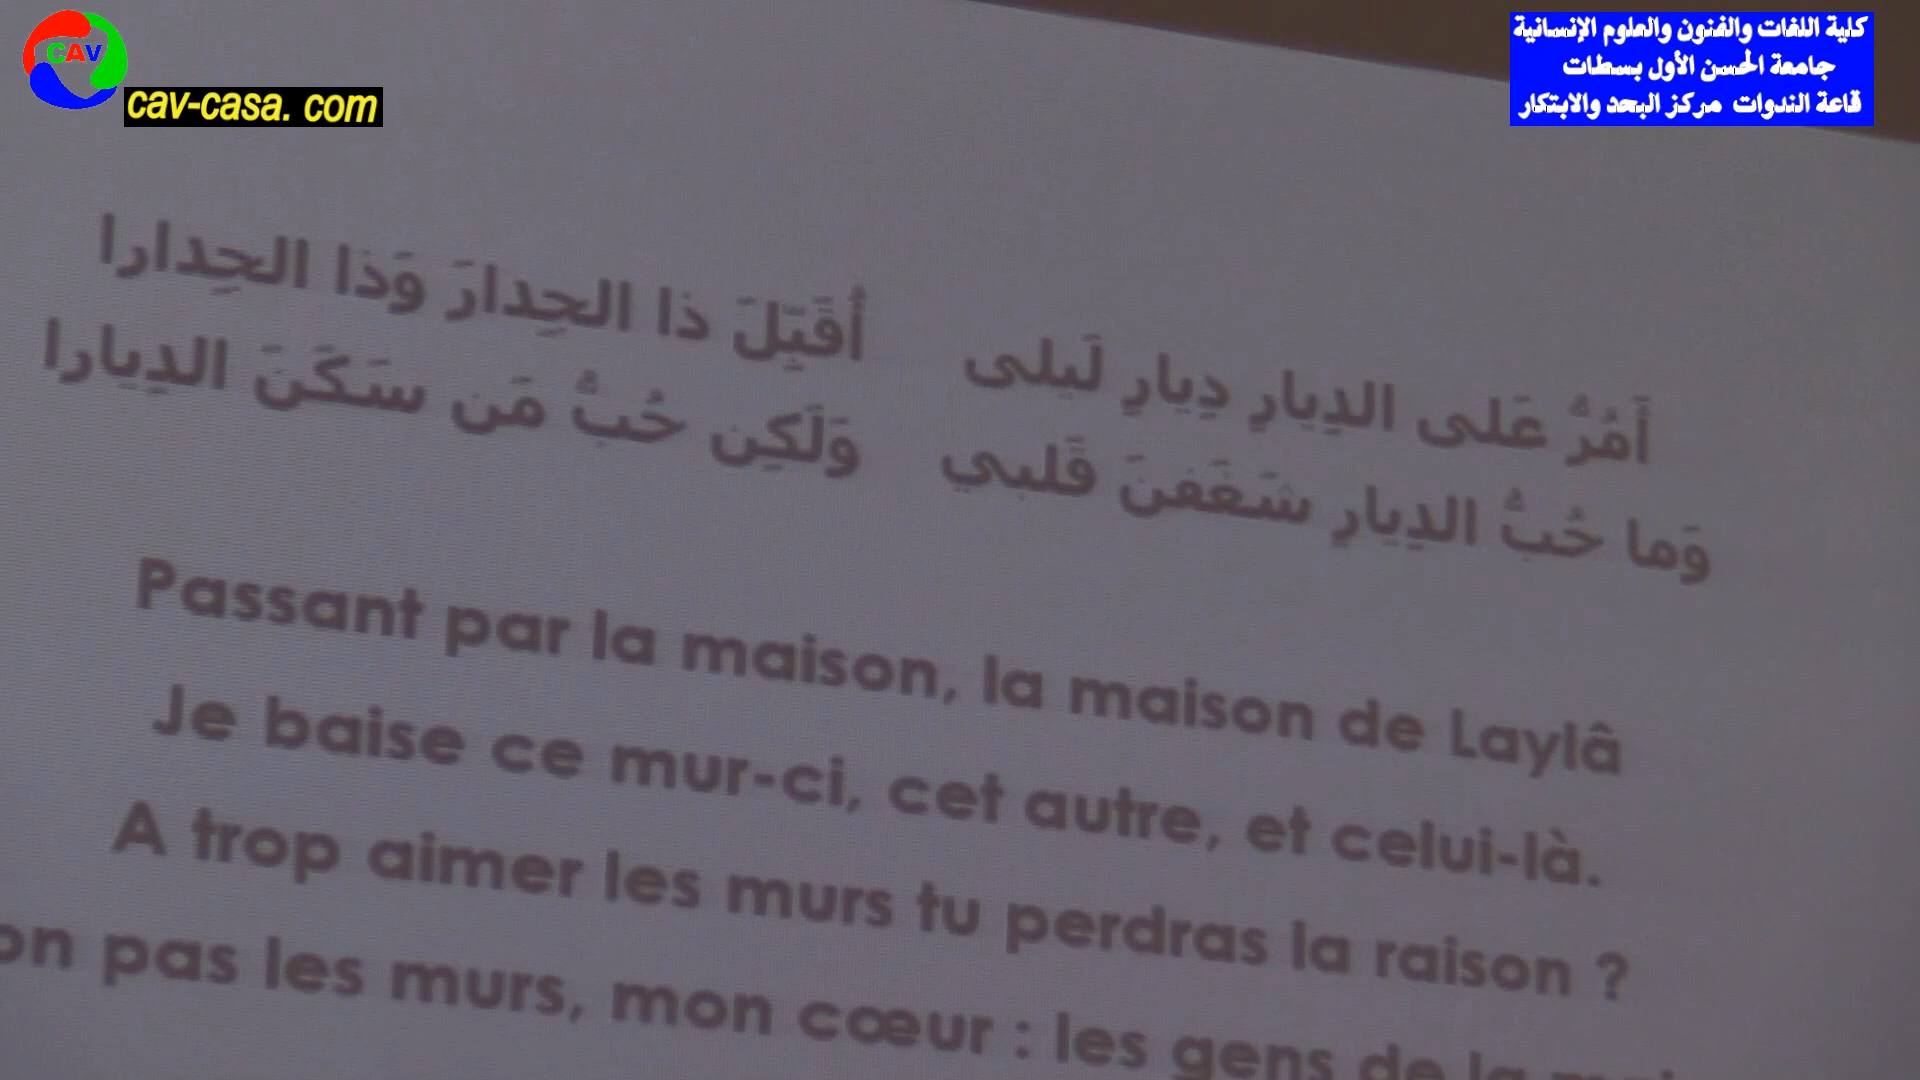 CAV
cav-casa. com
كلية اللغات والفنون والعلوم الإنسانية
جامعة الحسن الأول بسطات
قاعة الندوات مركز البحث والابتكار
أَمُرُّ عَلى الدِيارِ دِيارِ لَيلى أُقَبِّلَ ذا الجِدارَ وَذا الجِدارا
وَما حُبُّ الدِيارِ شَغَفنَ قَلبي وَلَكِن حُبُّ مَن سَكَنَ الدِيارا
Passant par la maison, la maison de Laylâ
Je baise ce mur-ci, cet autre, et celui-là.
A trop aimer les murs tu perdras la raison ?
on pas les murs, mon cœur : les gens de la